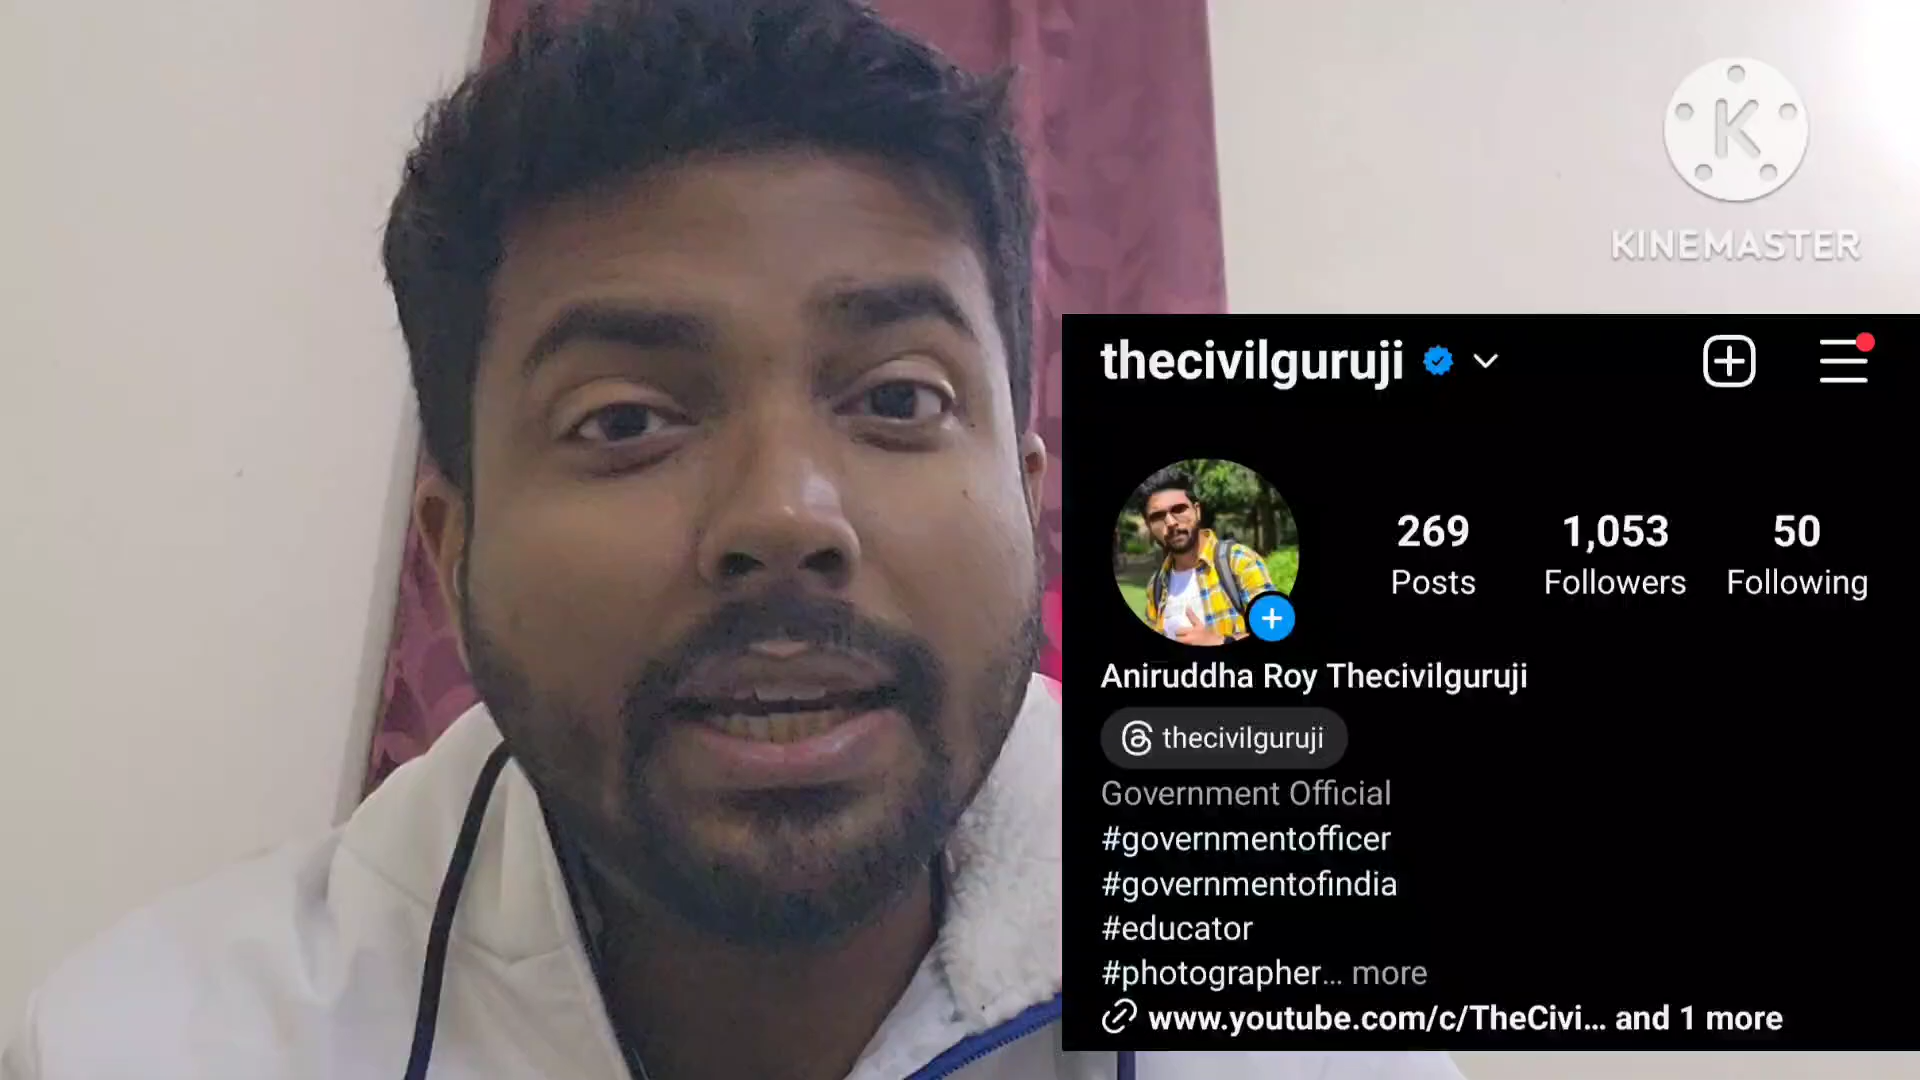 K
KINEMASTER
thecivilguruji
269 1,053 50
Posts Followers Following
Aniruddha Roy Thecivilguruji
thecivilguruji
Government Official
#governmentofficer
#governmentofindia
#educator
#photographer... more
www.youtube.com/c/TheCivi... and 1 more